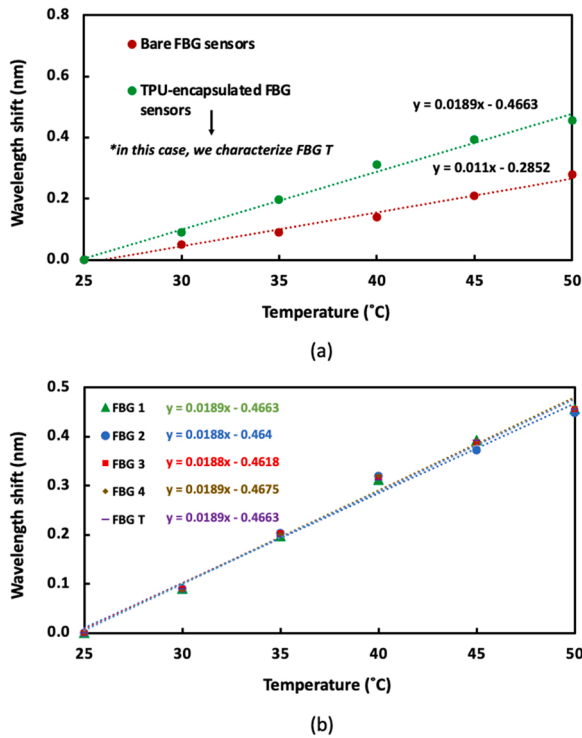 0.8
0.6
0.4
0.2
0.0
Wavelength shift (nm)
Bare FBG sensors
TPU-encapsulated FBG
sensors
*in this case, we characterize FBG T
y = 0.0189x - 0.4663
y = 0.011x - 0.2852
25 30 35 40 45 50
Temperature (˚C)
(a)
0.5
0.4
0.3
0.2
0.1
0.0
Wavelength shift (nm)
FBG 1 y = 0.0189x - 0.4663
FBG 2 y = 0.0188x - 0.464
FBG 3 y = 0.0188x - 0.4618
FBG 4 y = 0.0189x - 0.4675
FBG T y = 0.0189x - 0.4663
25 30 35 40 45 50
Temperature (˚C)
(b)